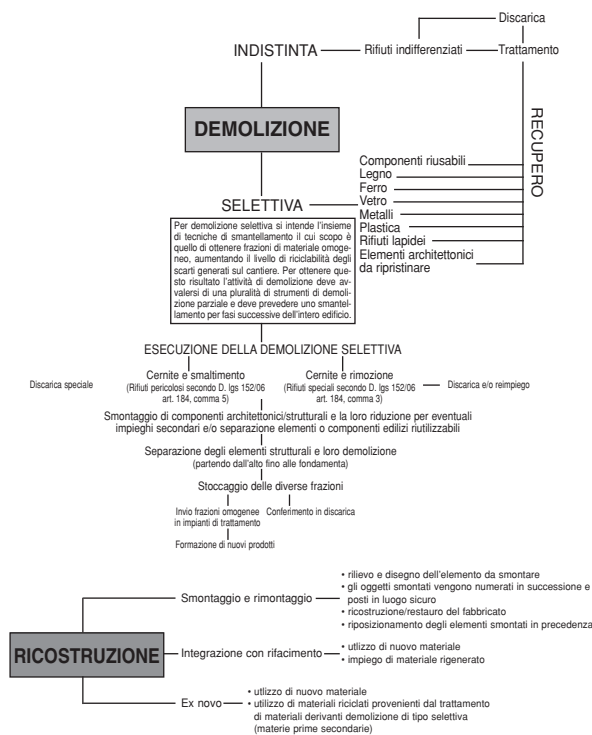 Discarica
INDISTINTA
Rifiuti indifferenziati
Trattamento
DEMOLIZIONE
RECUPERO
Componenti riusabili
Legno
Ferro
SELETTIVA
Vetro
Metalli
Plastica
Rifiuti lapidei
Elementi architettonici
da ripristinare
Per demolizione selettiva si intende l'insieme
di tecniche di smantellamento il cui scopo è
quello di ottenere frazioni di materiale omoge-
neo, aumentando il livello di riciclabilità degli
scarti generati sul cantiere. Per ottenere que-
sto risultato l'attività di demolizione deve av-
valersi di una pluralità di strumenti di demoli-
zione parziale e deve prevedere uno smantel-
lamento per fasi successive dell'intero edificio.
ESECUZIONE DELLA DEMOLIZIONE SELETTIVA
Discarica speciale
Cernite e smaltimento
(Rifiuti pericolosi secondo D. lgs 152/06
art. 184, comma 5)
Cernite e rimozione
(Rifiuti speciali secondo D. lgs 152/06
art. 184, comma 3)
Discarica e/o reimpiego
Smontaggio di componenti architettonici/strutturali e la loro riduzione per eventuali
impieghi secondari e/o separazione elementi o componenti edilizi riutilizzabili
Separazione degli elementi strutturali e loro demolizione
(partendo dall'alto fino alle fondamenta)
Stoccaggio delle diverse frazioni
Invio frazioni omogenee
in impianti di trattamento
Conferimento in discarica
Formazione di nuovi prodotti
RICOSTRUZIONE
Smontaggio e rimontaggio
• rilievo e disegno dell'elemento da smontare
• gli oggetti smontati vengono numerati in successione e
posti in luogo sicuro
• ricostruzione/restauro del fabbricato
• riposizionamento degli elementi smontati in precedenza
Integrazione con rifacimento
• utlizzo di nuovo materiale
• impiego di materiale rigenerato
Ex novo
• utlizzo di nuovo materiale
• utilizzo di materiali riciclati provenienti dal trattamento
di materiali derivanti demolizione di tipo selettiva
(materie prime secondarie)